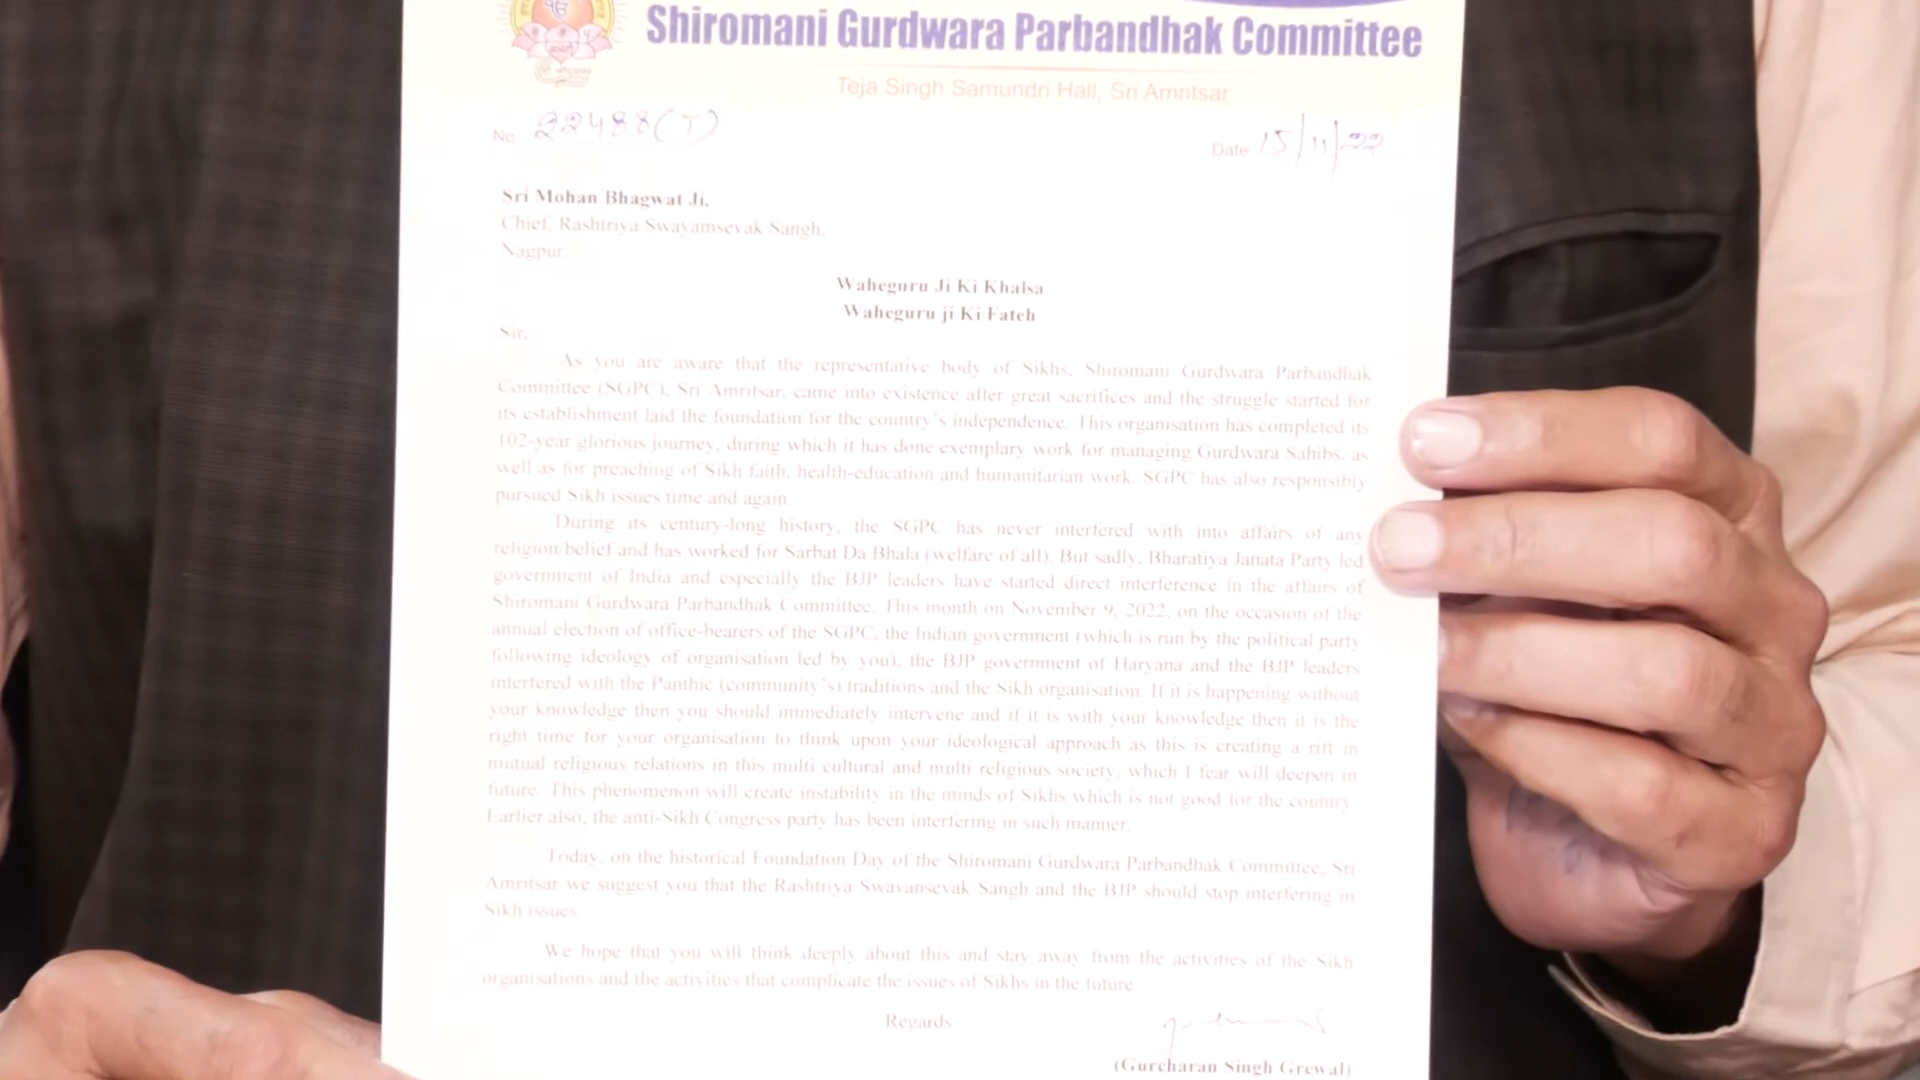 Shiromani Gurdwara Parbandhak Committee
Teja Singh Samundri Hall, Sri Amritsar
No. 22488(T)
Date 15/11/22
Sri Mohan Bhagwat Ji,
Chief, Rashtriya Swayamsevak Sangh,
Nagpur.
Waheguru Ji Ki Khalsa
Waheguru ji Ki Fateh
Sir,
As you are aware that the representative body of Sikhs, Shiromani Gurdwara Parbandhak
Committee (SGPC), Sri Amritsar, came into existence after great sacrifices and the struggle started for
its establishment laid the foundation for the country's independence. This organisation has completed its
102-year glorious journey, during which it has done exemplary work for managing Gurdwara Sahibs, as
well as for preaching of Sikh faith, health-education and humanitarian work. SGPC has also responsibly
pursued Sikh issues time and again.
During its century-long history, the SGPC has never interfered with into affairs of any
religion/belief and has worked for Sarbat Da Bhala (welfare of all). But sadly, Bharatiya Janata Party led
government of India and especially the BJP leaders have started direct interference in the affairs of
Shiromani Gurdwara Parbandhak Committee. This month on November 9, 2022, on the occasion of the
annual election of office-bearers of the SGPC, the Indian government (which is run by the political party
following ideology of organisation led by you), the BJP government of Haryana and the BJP leaders
interfered with the Panthic (community's) traditions and the Sikh organisation. If it is happening without
your knowledge then you should immediately intervene and if it is with your knowledge then it is the
right time for your organisation to think upon your ideological approach as this is creating a rift in
mutual religious relations in this multi cultural and multi religious society, which I fear will deepen in
future. This phenomenon will create instability in the minds of Sikhs which is not good for the country.
Earlier also, the anti-Sikh Congress party has been interfering in such manner.
Today, on the historical Foundation Day of the Shiromani Gurdwara Parbandhak Committee, Sri
Amritsar we suggest you that the Rashtriya Swayansevak Sangh and the BJP should stop interfering in
Sikh issues.
We hope that you will think deeply about this and stay away from the activities of the Sikh
organisations and the activities that complicate the issues of Sikhs in the future.
Regards
(Gurcharan Singh Grewal)